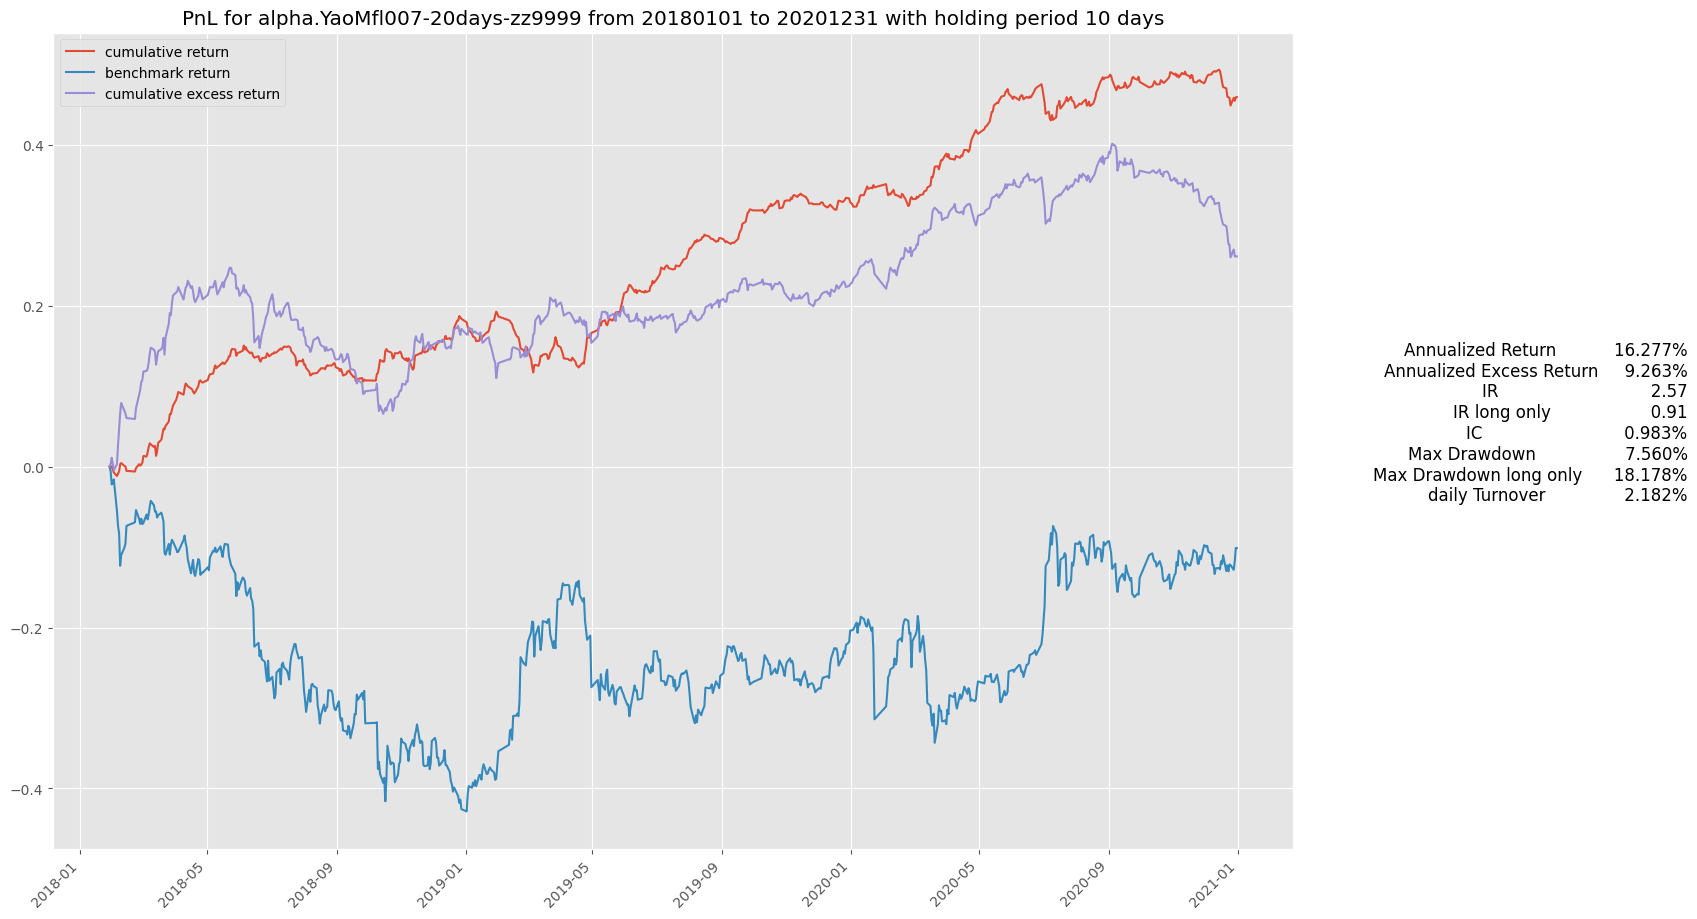 PnL for alpha.YaoMfl007-20days-zz9999 from 20180101 to 20201231 with holding period 10 days
cumulative return
benchmark return
cumulative excess return
0.4
0.2
0.0
−0.2
−0.4
2018-01
2018-05
2018-09
2019-01
2019-05
2019-09
2020-01
2020-05
2020-09
2021-01
Annualized Return 16.277%
Annualized Excess Return 9.263%
IR 2.57
IR long only 0.91
IC 0.983%
Max Drawdown 7.560%
Max Drawdown long only 18.178%
daily Turnover 2.182%